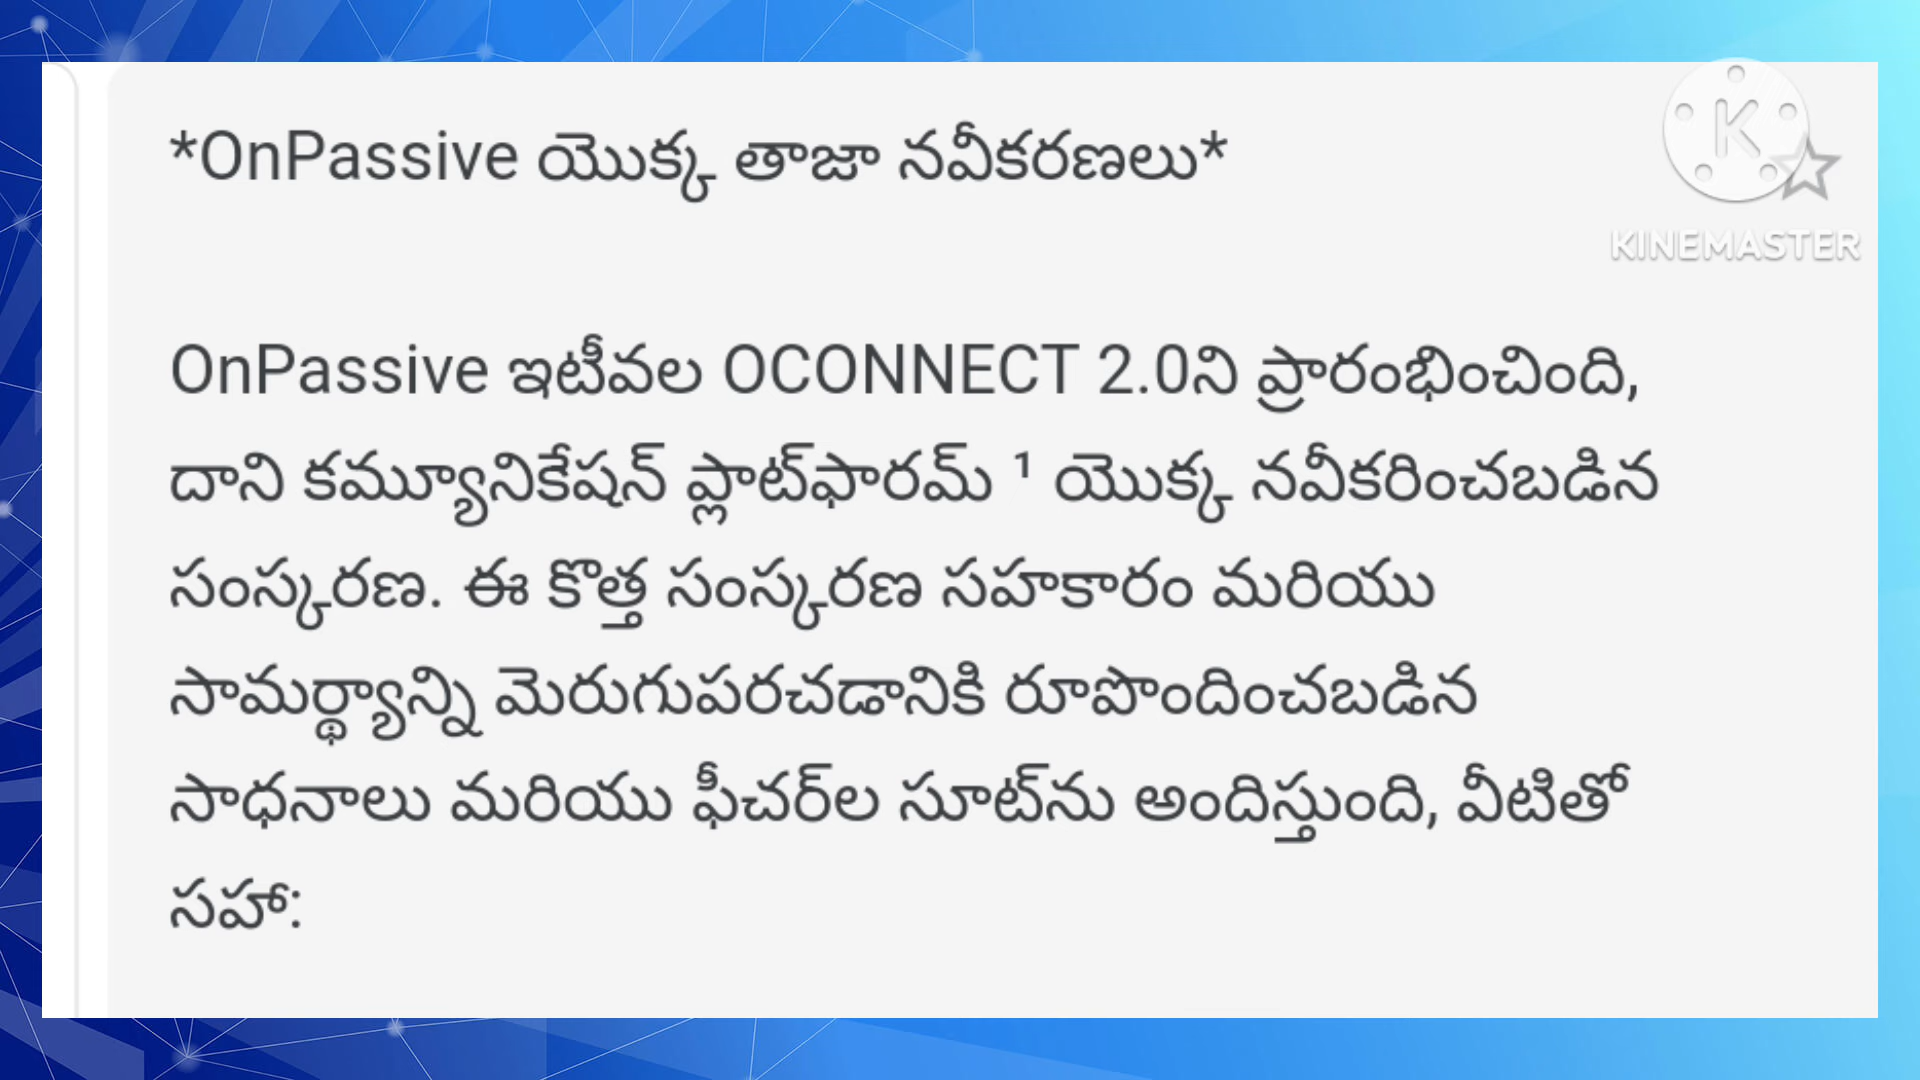 *OnPassive యొక్క తాజా నవీకరణలు*
KINEMASTER
OnPassive ఇటీవల OCONNECT 2.0ని ప్రారంభించింది,
దాని కమ్యూనికేషన్ ప్లాట్‌ఫారమ్ ¹ యొక్క నవీకరించబడిన
సంస్కరణ. ఈ కొత్త సంస్కరణ సహకారం మరియు
సామర్థ్యాన్ని మెరుగుపరచడానికి రూపొందించబడిన
సాధనాలు మరియు ఫీచర్‌ల సూట్‌ను అందిస్తుంది, వీటితో
సహా: